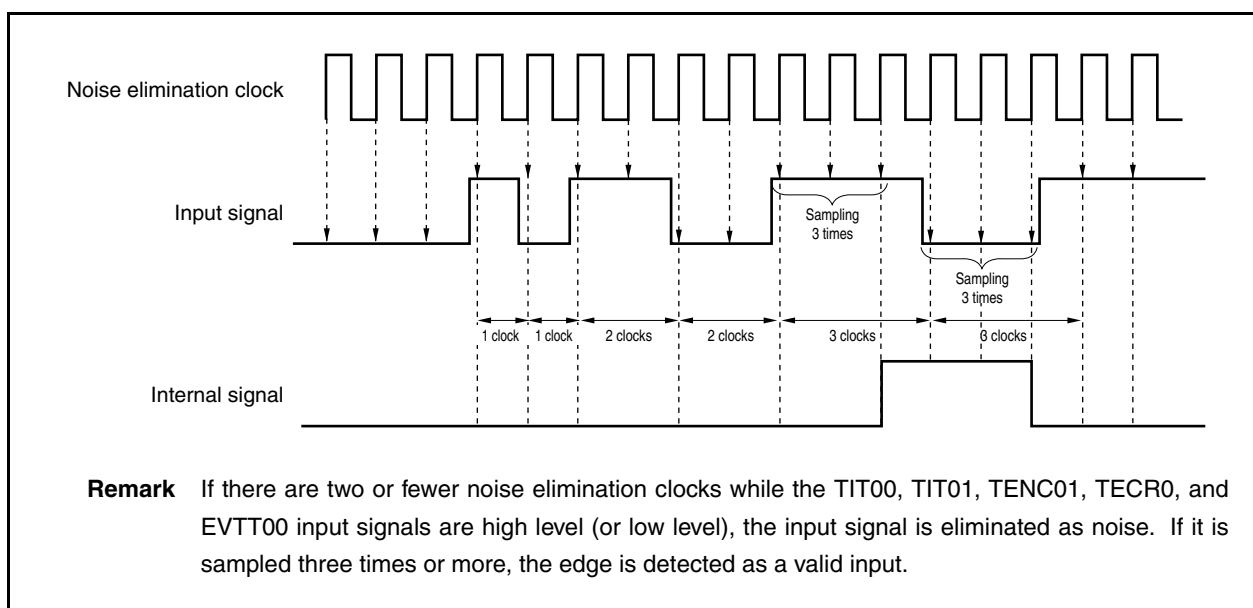 Noise elimination clock
Input signal
Sampling
3 times
Sampling
3 times
1 clock
1 clock
2 clocks
2 clocks
3 clocks
3 clocks
Internal signal
Remark If there are two or fewer noise elimination clocks while the TIT00, TIT01, TENC01, TECR0, and
EVTT00 input signals are high level (or low level), the input signal is eliminated as noise. If it is
sampled three times or more, the edge is detected as a valid input.